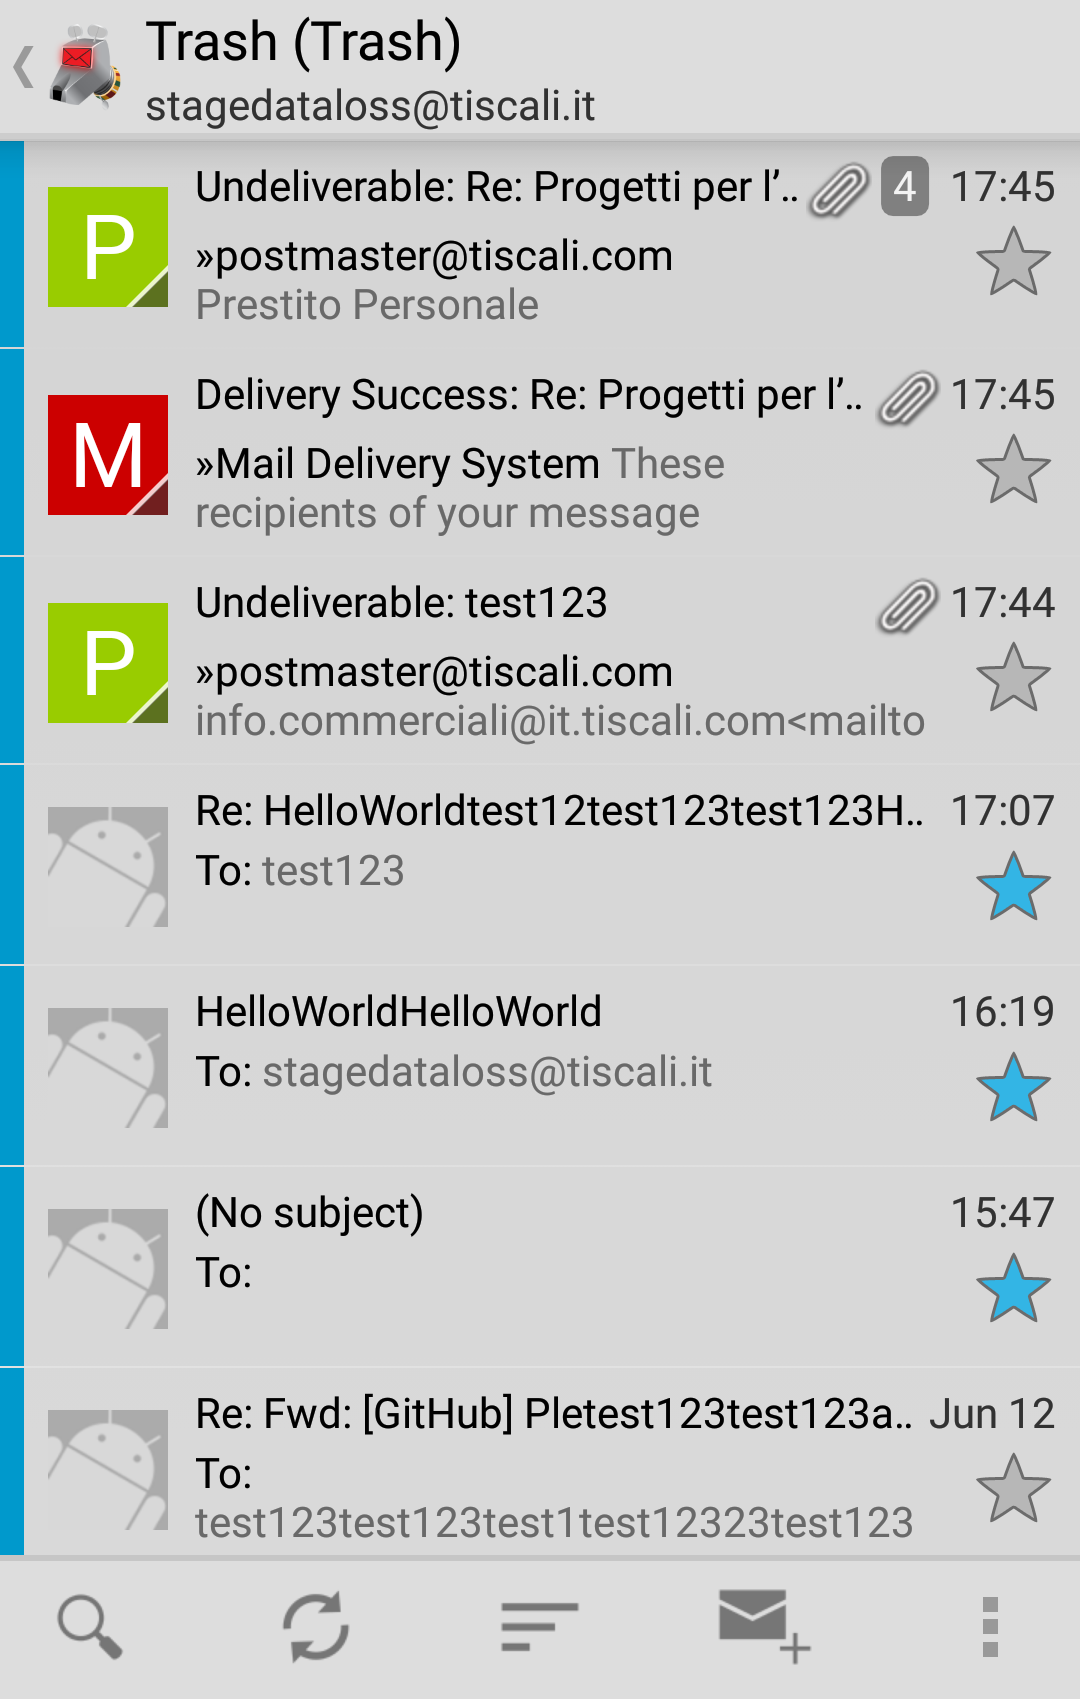 Trash (Trash)
stagedataloss@tiscali.it
Undeliverable: Re: Progetti per l’.. 4 17:45
P
»postmaster@tiscali.com
Prestito Personale
Delivery Success: Re: Progetti per l’.. 17:45
M
»Mail Delivery System These
recipients of your message
Undeliverable: test123 17:44
P
»postmaster@tiscali.com
info.commerciali@it.tiscali.com<mailto
Re: HelloWorldtest12test123test123H.. 17:07
To: test123
HelloWorldHelloWorld 16:19
To: stagedataloss@tiscali.it
(No subject) 15:47
To:
Re: Fwd: [GitHub] Pletest123test123a.. Jun 12
To:
test123test123test1test12323test123